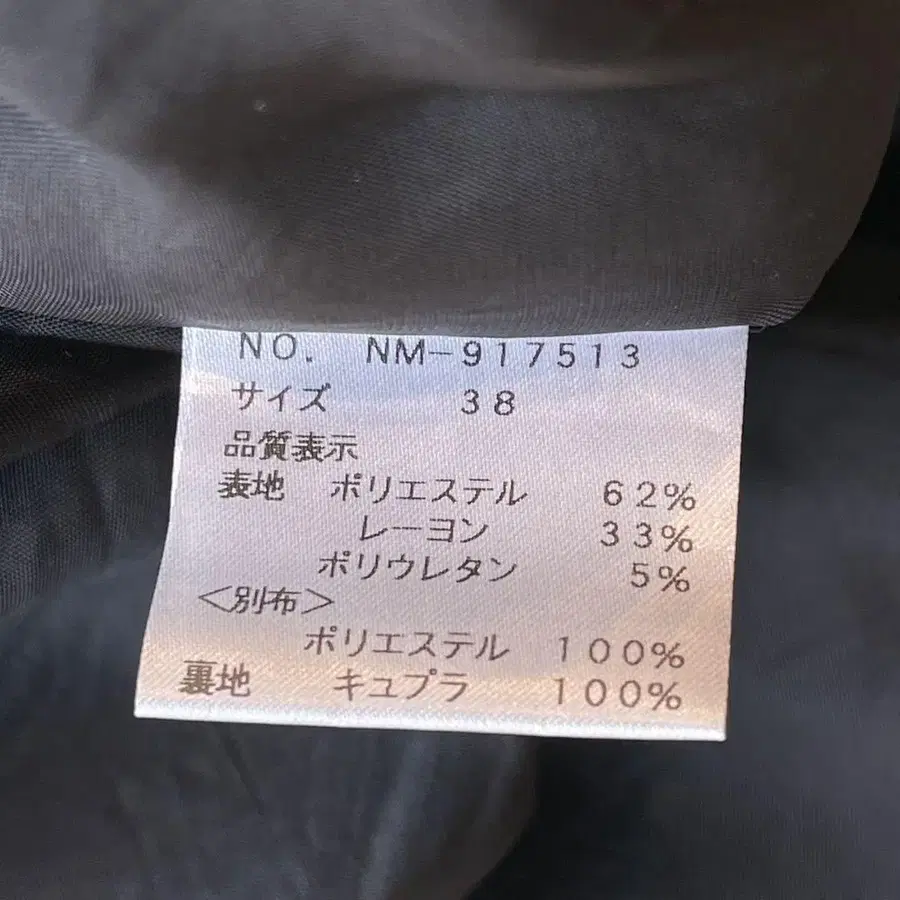 NO. NM-917513
サイズ 38
品質表示
表地 ポリエステル 62%
レーヨン 33%
ポリウレタン 5%
<別布>
ポリエステル 100%
裏地 キュプラ 100%